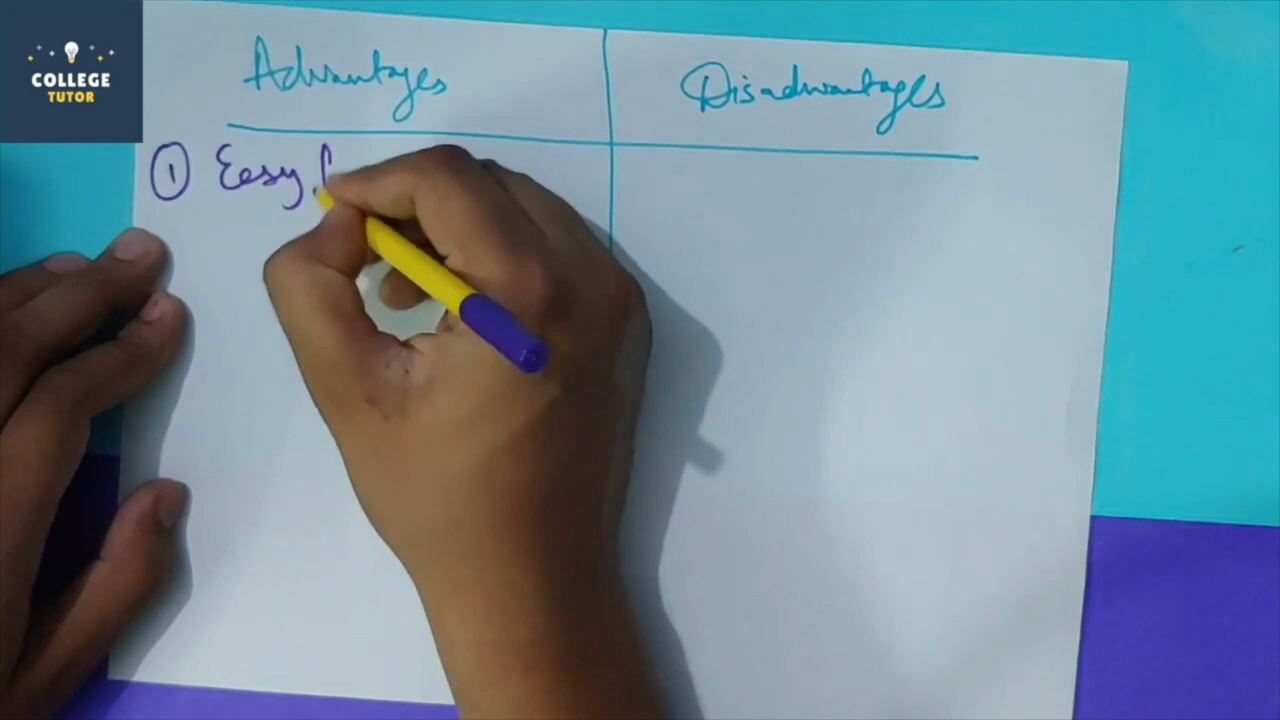 COLLEGE
TUTOR
Advantages
Disadvantages
① Easy